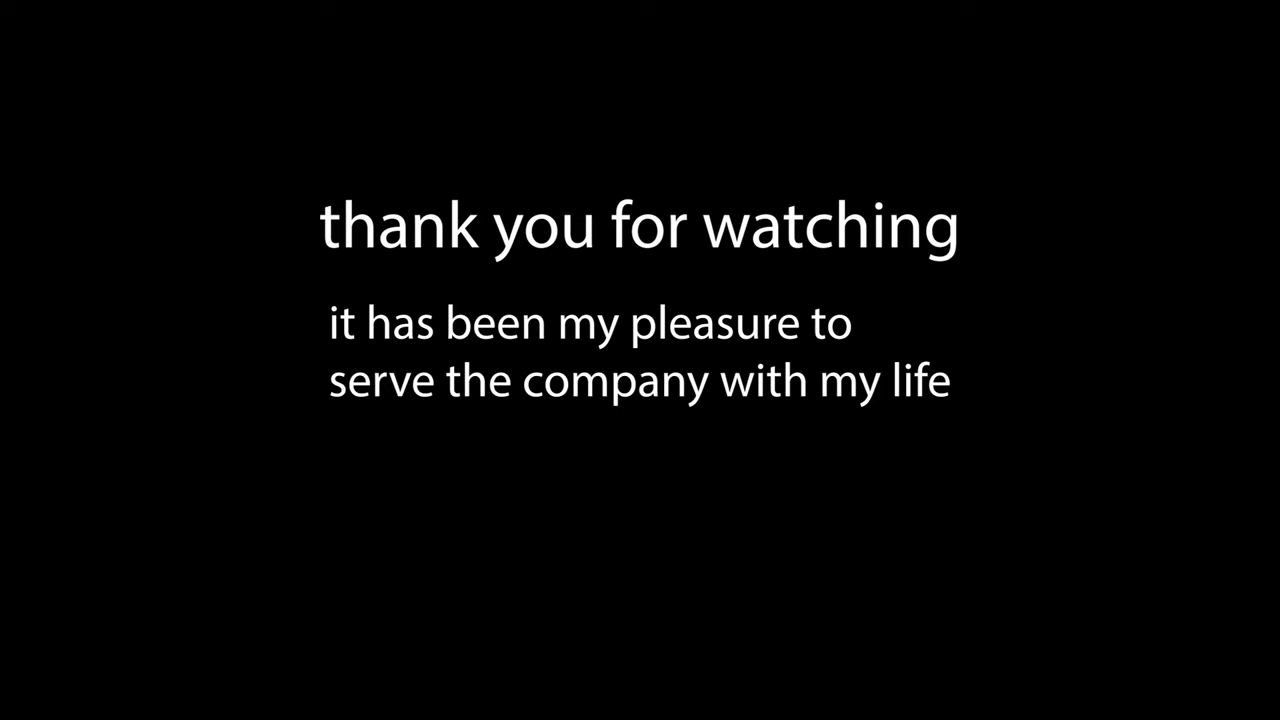 thank you for watching
it has been my pleasure to
serve the company with my life